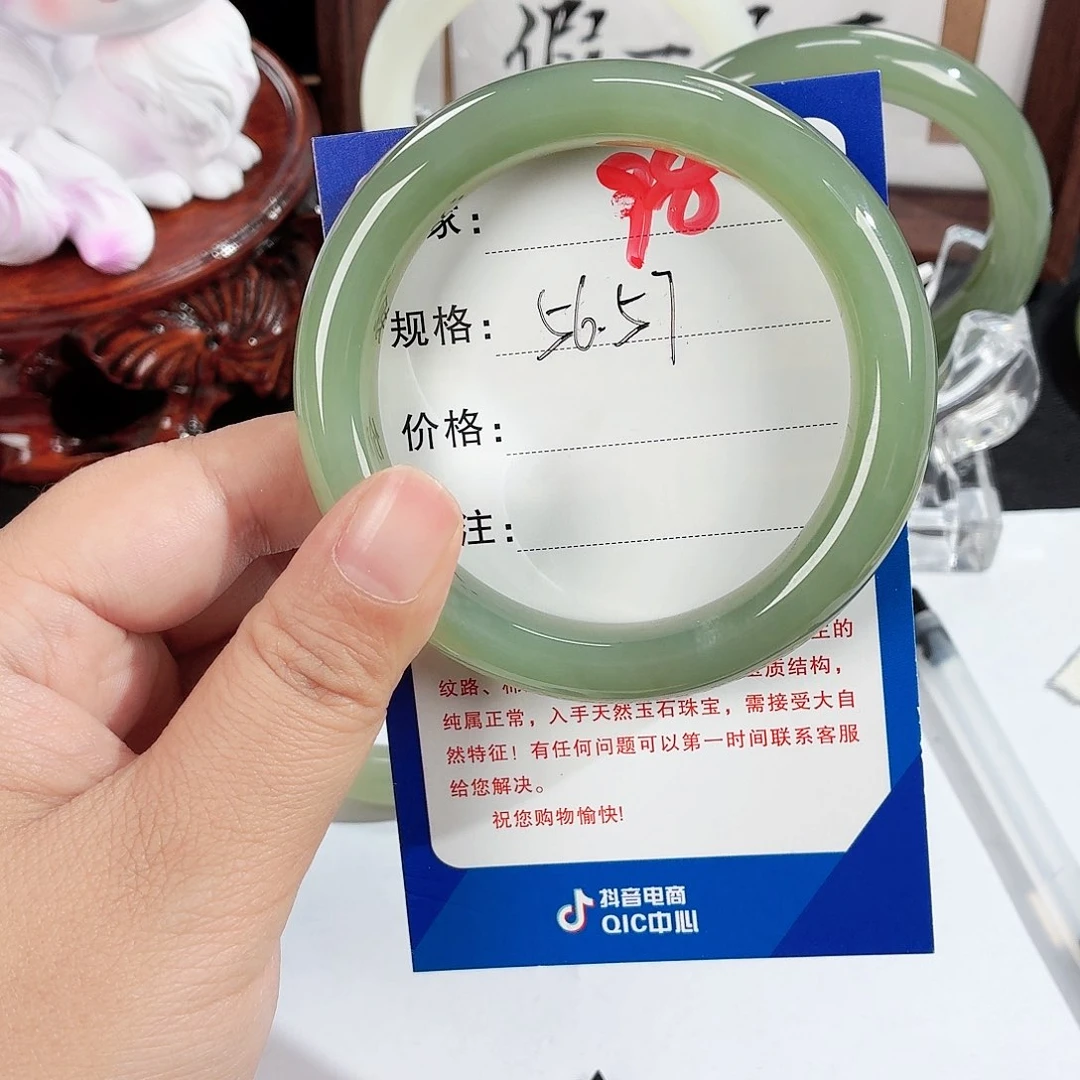 假一
家：
98
规格：56.57
价格：
注：
生的
纹路、 质结构，
纯属正常，入手天然玉石珠宝，需接受大自
然特征！有任何问题可以第一时间联系客服
给您解决。
祝您购物愉快!
抖音电商
QIC中心